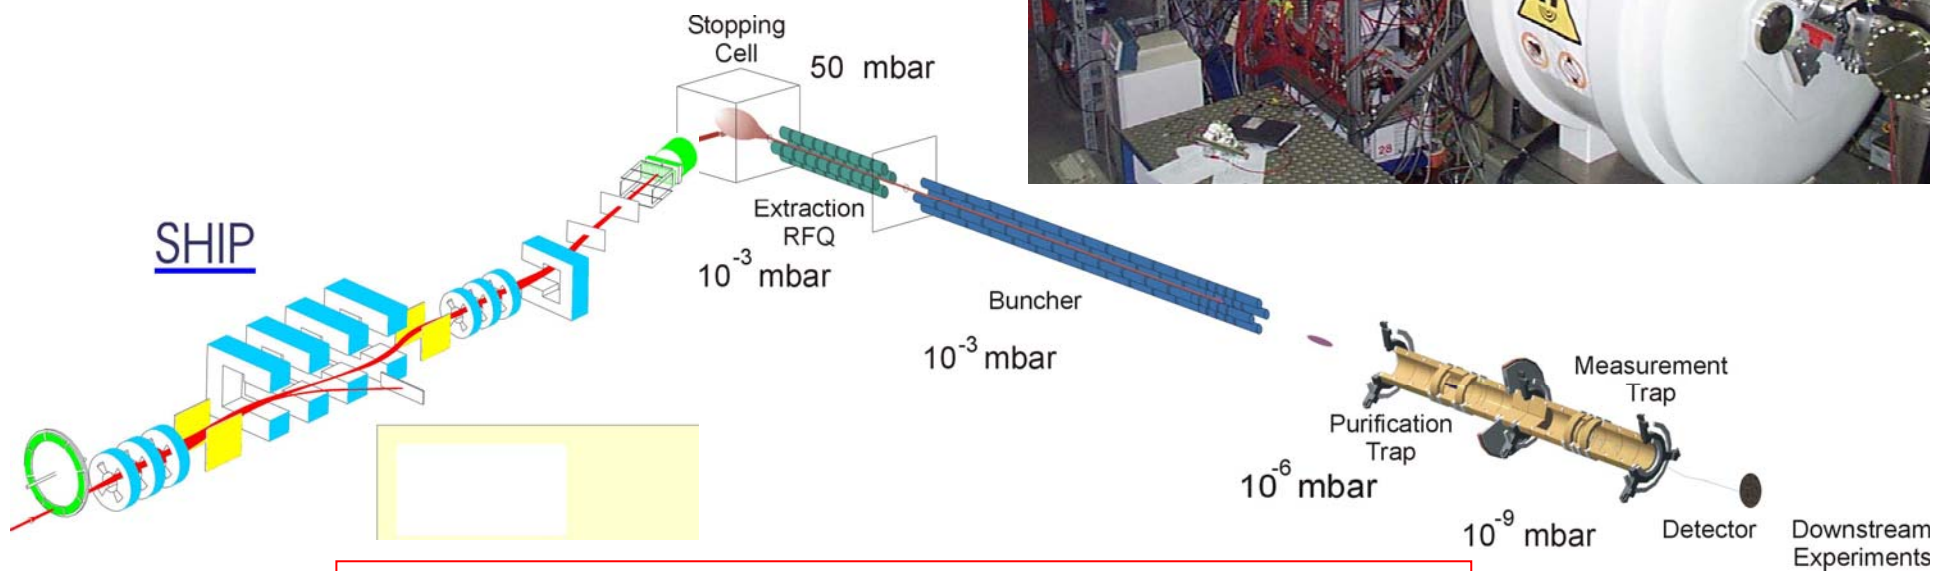 Stopping
Cell
50 mbar
28
Extraction
RFQ
SHIP
10⁻³ mbar
Buncher
10⁻³ mbar
Measurement
Trap
Purification
Trap
10⁻⁶ mbar
10⁻⁹ mbar
Detector
Downstream
Experiments